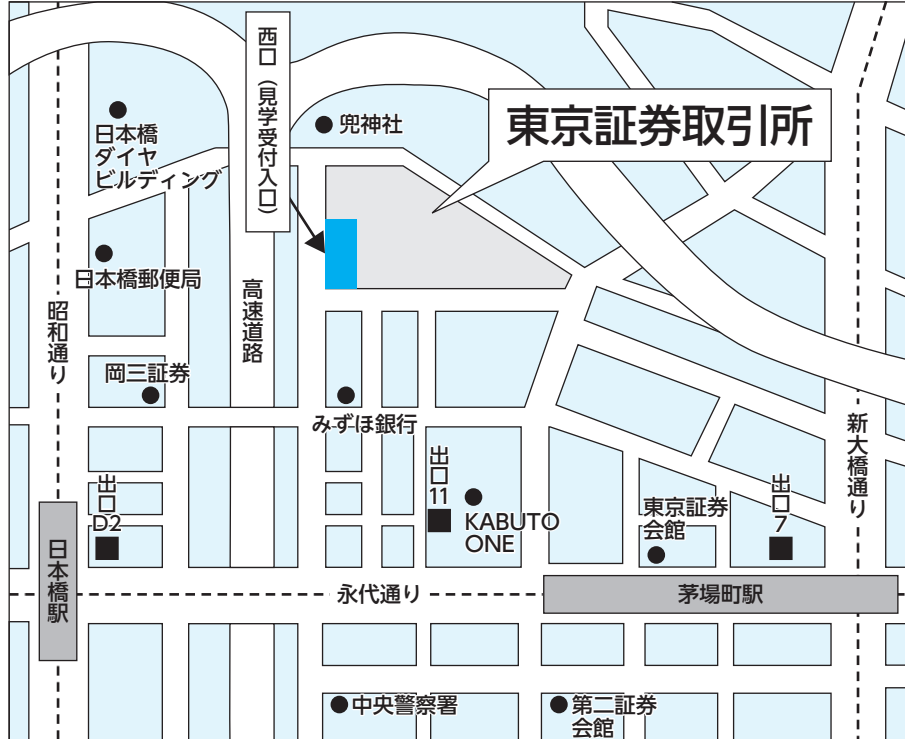 西口（見学受付入口）
兜神社
東京証券取引所
日本橋
ダイヤ
ビルディング
日本橋郵便局
高速道路
昭和通り
岡三証券
みずほ銀行
新大橋通り
出口
D2
出口
11
KABUTO
ONE
東京証券
会館
出口
7
日本橋駅
永代通り
茅場町駅
中央警察署
第二証券
会館